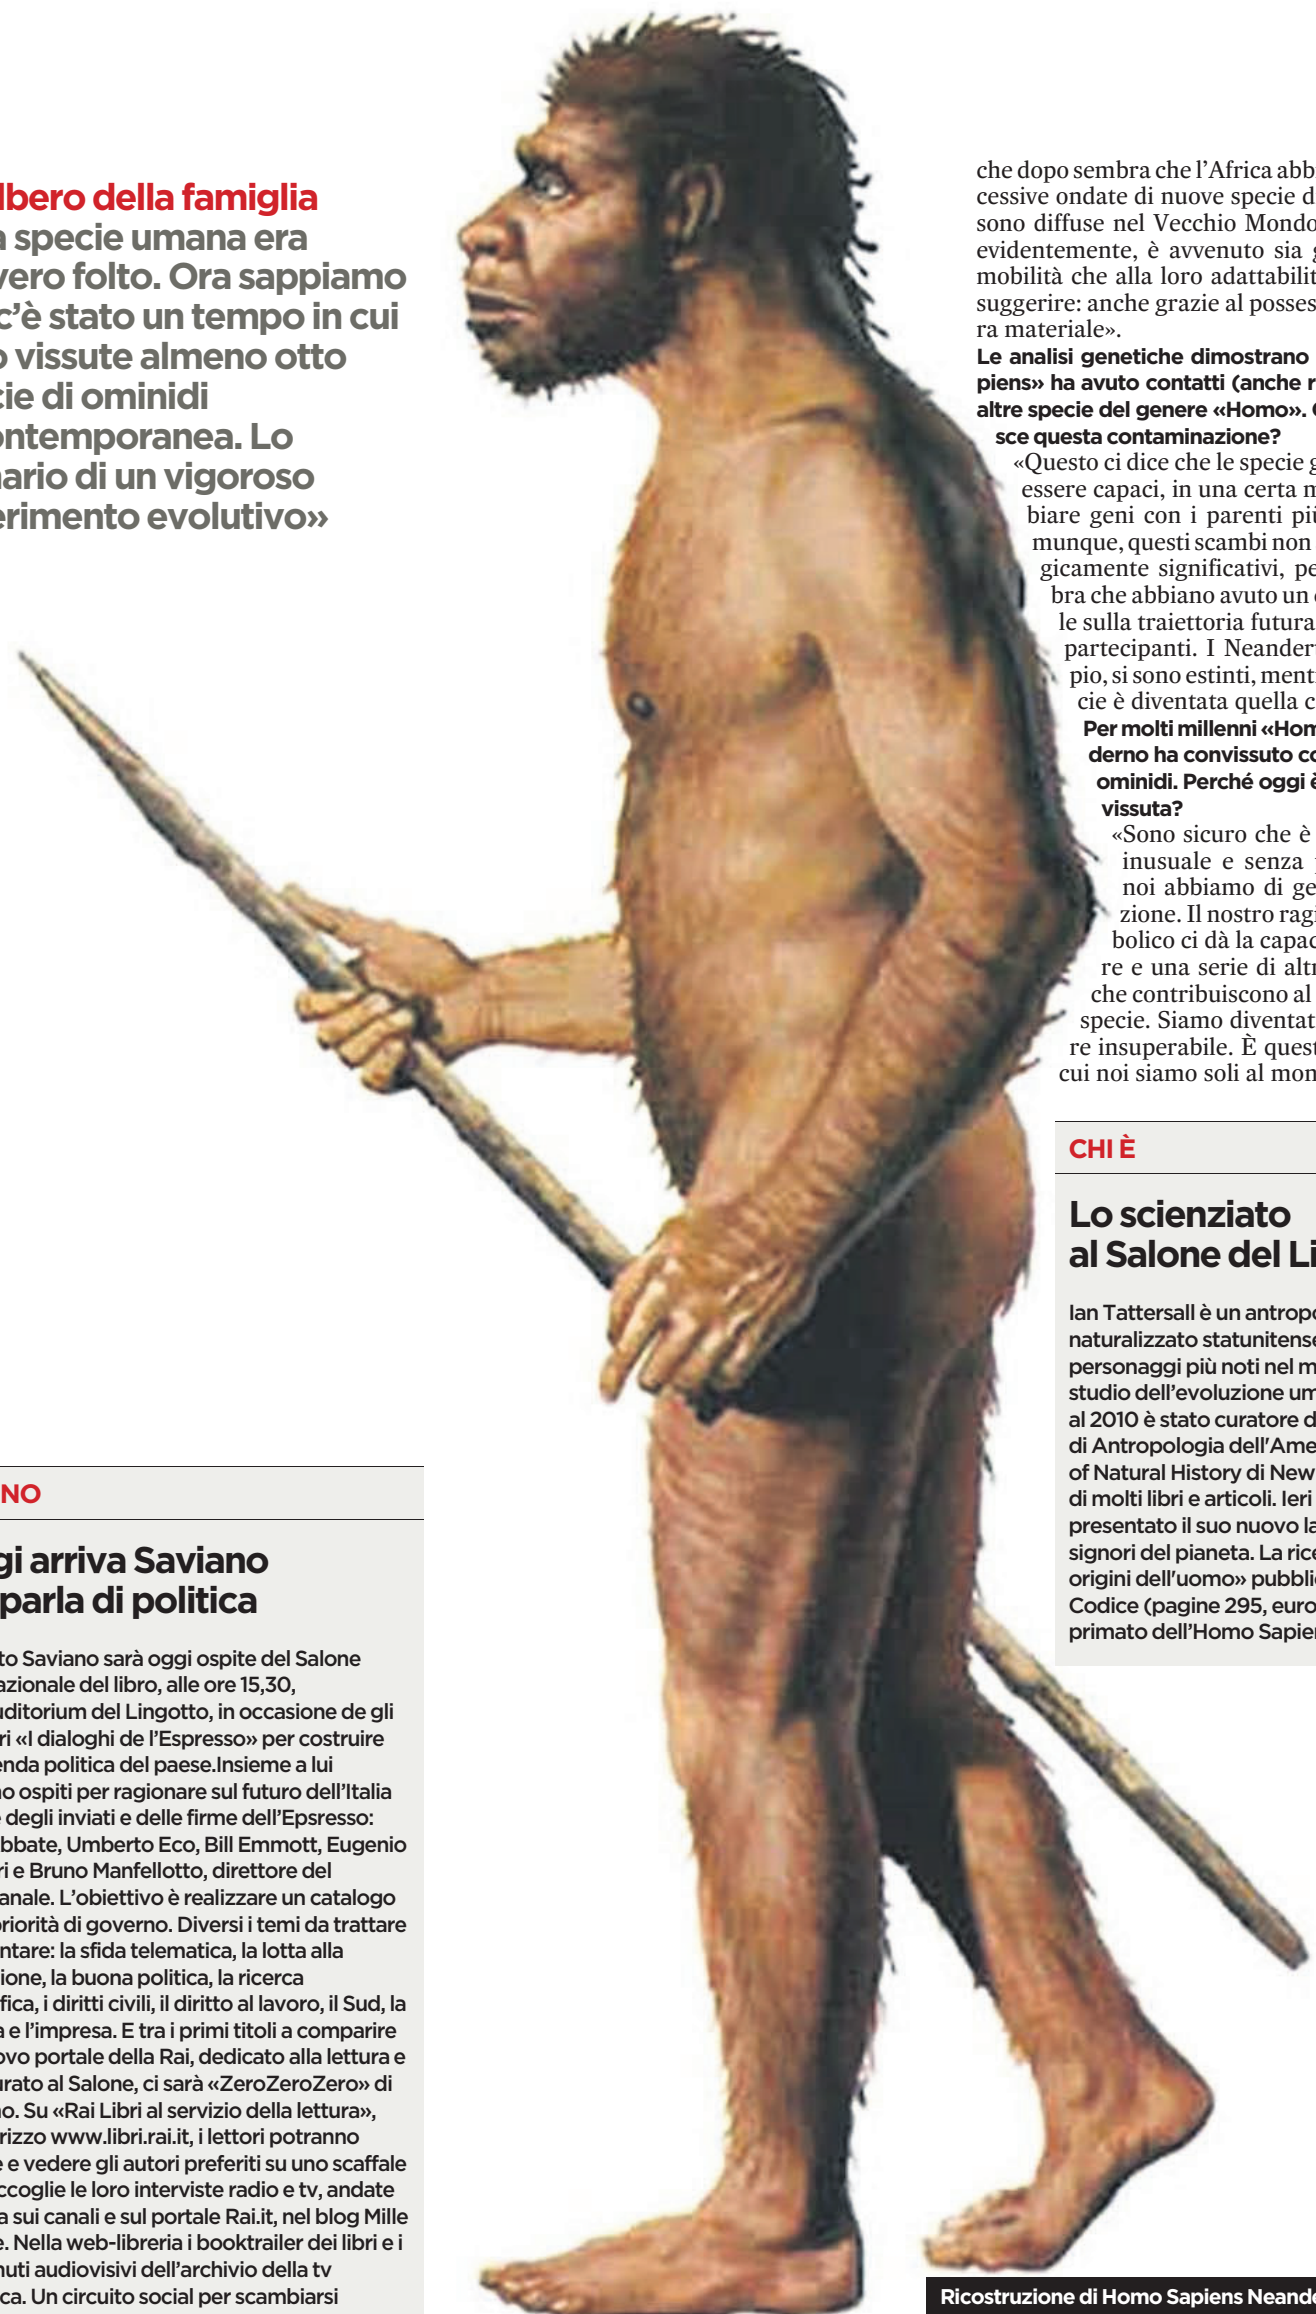 lbero della famiglia
a specie umana era
vero folto. Ora sappiamo
c’è stato un tempo in cui
o vissute almeno otto
cie di ominidi
ontemporanea. Lo
nario di un vigoroso
erimento evolutivo»
che dopo sembra che l’Africa abb
cessive ondate di nuove specie d
sono diffuse nel Vecchio Mondo
evidentemente, è avvenuto sia g
mobilità che alla loro adattabilit
suggerire: anche grazie al posses
ra materiale».
Le analisi genetiche dimostrano
piens» ha avuto contatti (anche r
altre specie del genere «Homo». C
sce questa contaminazione?
«Questo ci dice che le specie g
essere capaci, in una certa m
biare geni con i parenti più
munque, questi scambi non
gicamente significativi, pe
bra che abbiano avuto un e
le sulla traiettoria futura
partecipanti. I Neander
pio, si sono estinti, ment
cie è diventata quella c
Per molti millenni «Hom
derno ha convissuto co
ominidi. Perché oggi è
vissuta?
«Sono sicuro che è
inusuale e senza p
noi abbiamo di ge
zione. Il nostro ragi
bolico ci dà la capac
re e una serie di altr
che contribuiscono al
specie. Siamo diventat
re insuperabile. È quest
cui noi siamo soli al mon
CHI È
Lo scienziato
al Salone del Li
Ian Tattersall è un antropo
naturalizzato statunitense
personaggi più noti nel m
studio dell’evoluzione um
al 2010 è stato curatore d
di Antropologia dell'Ame
of Natural History di New
di molti libri e articoli. Ieri
presentato il suo nuovo la
signori del pianeta. La rice
origini dell'uomo» pubblic
Codice (pagine 295, euro
primato dell’Homo Sapien
NO
gi arriva Saviano
parla di politica
to Saviano sarà oggi ospite del Salone
azionale del libro, alle ore 15,30,
uditorium del Lingotto, in occasione de gli
ri «I dialoghi de l’Espresso» per costruire
enda politica del paese.Insieme a lui
no ospiti per ragionare sul futuro dell’Italia
e degli inviati e delle firme dell’Epsresso:
bbate, Umberto Eco, Bill Emmott, Eugenio
ri e Bruno Manfellotto, direttore del
anale. L’obiettivo è realizzare un catalogo
priorità di governo. Diversi i temi da trattare
ntare: la sfida telematica, la lotta alla
ione, la buona politica, la ricerca
fica, i diritti civili, il diritto al lavoro, il Sud, la
a e l’impresa. E tra i primi titoli a comparire
ovo portale della Rai, dedicato alla lettura e
urato al Salone, ci sarà «ZeroZeroZero» di
no. Su «Rai Libri al servizio della lettura»,
rizzo www.libri.rai.it, i lettori potranno
e e vedere gli autori preferiti su uno scaffale
ccoglie le loro interviste radio e tv, andate
a sui canali e sul portale Rai.it, nel blog Mille
e. Nella web-libreria i booktrailer dei libri e i
nuti audiovisivi dell’archivio della tv
ca. Un circuito social per scambiarsi
Ricostruzione di Homo Sapiens Neande